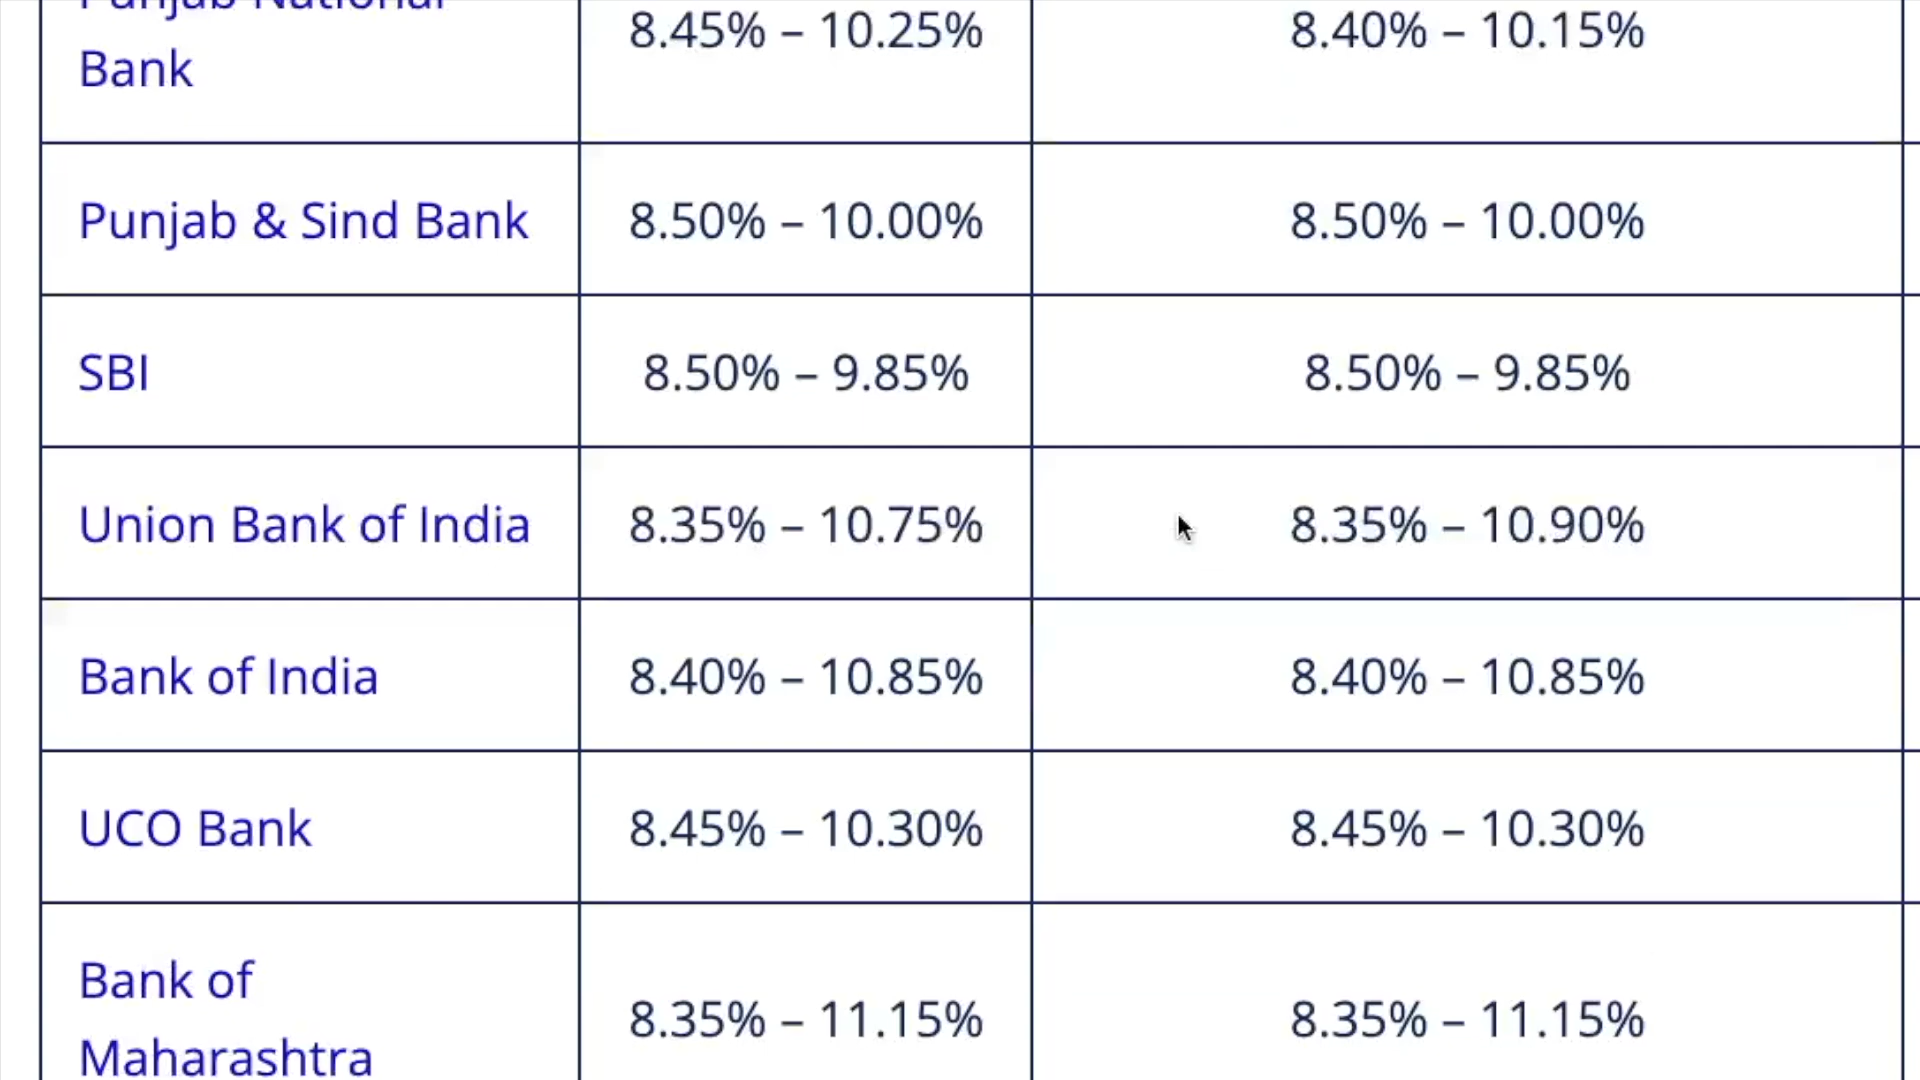 Punjab National
Bank
8.45% – 10.25%
8.40% – 10.15%
Punjab & Sind Bank
8.50% – 10.00%
8.50% – 10.00%
SBI
8.50% – 9.85%
8.50% – 9.85%
Union Bank of India
8.35% – 10.75%
8.35% – 10.90%
Bank of India
8.40% – 10.85%
8.40% – 10.85%
UCO Bank
8.45% – 10.30%
8.45% – 10.30%
Bank of
Maharashtra
8.35% – 11.15%
8.35% – 11.15%